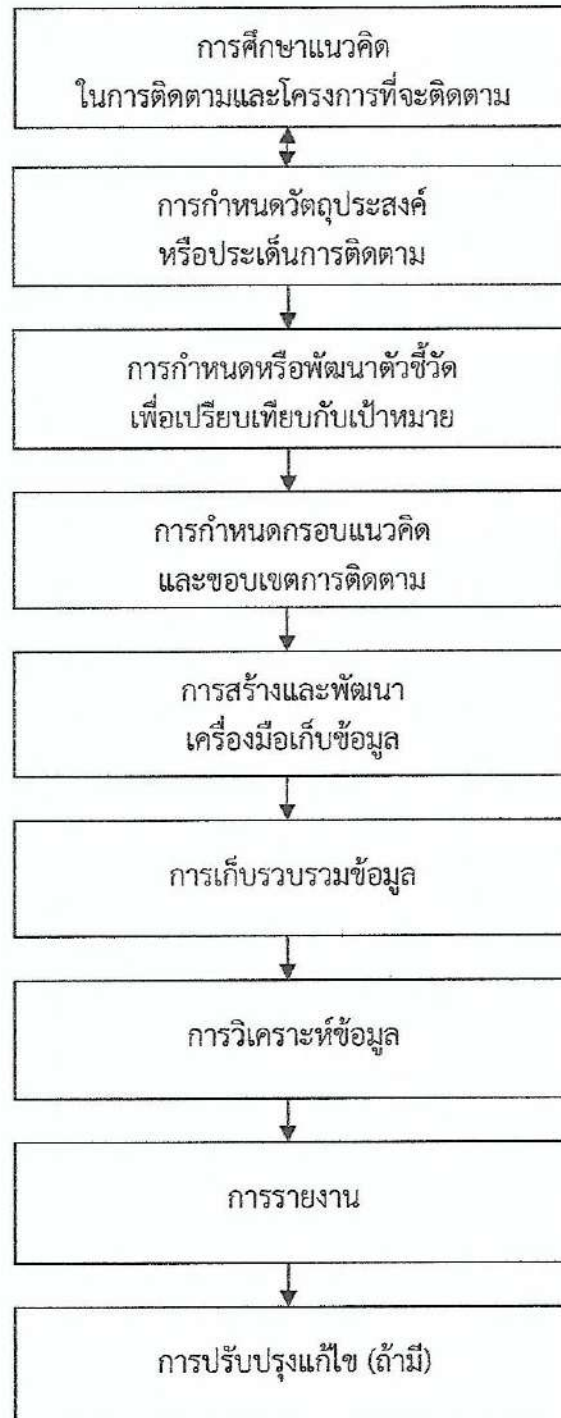 การศึกษาแนวคิด
ในการติดตามและโครงการที่จะติดตาม
การกำหนดวัตถุประสงค์
หรือประเด็นการติดตาม
การกำหนดหรือพัฒนาตัวชี้วัด
เพื่อเปรียบเทียบกับเป้าหมาย
การกำหนดกรอบแนวคิด
และขอบเขตการติดตาม
การสร้างและพัฒนา
เครื่องมือเก็บข้อมูล
การเก็บรวบรวมข้อมูล
การวิเคราะห์ข้อมูล
การรายงาน
การปรับปรุงแก้ไข (ถ้ามี)